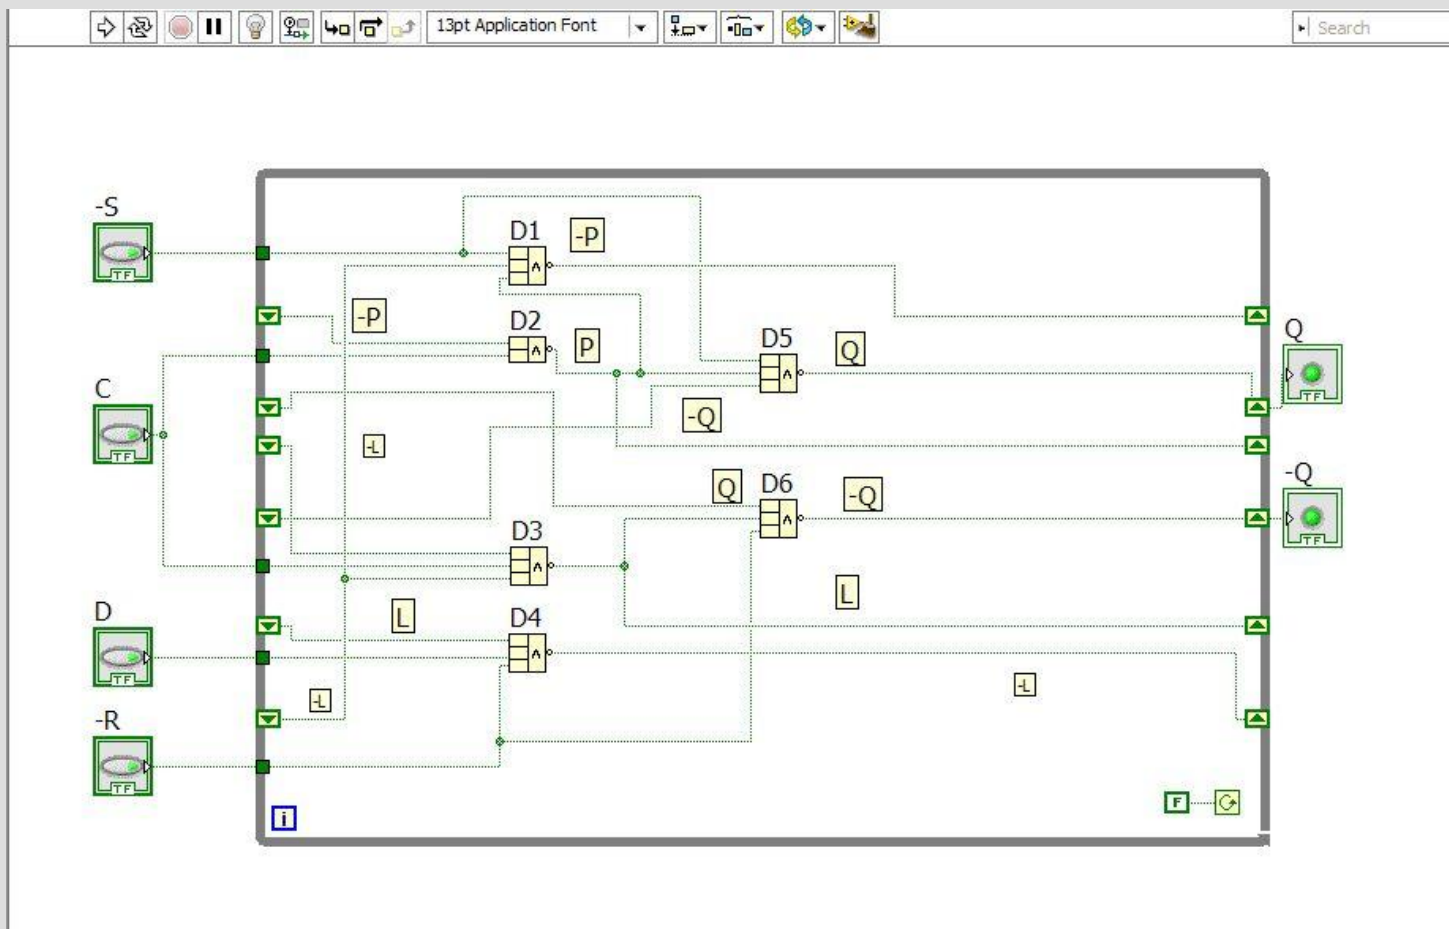 13pt Application Font
Search
-S
TF
D1
-P
-P
D2
P
Q
TF
D5
Q
C
TF
-Q
-L
-Q
TF
D6
Q
-Q
D3
L
D
TF
L
D4
-L
-L
-R
TF
i
F